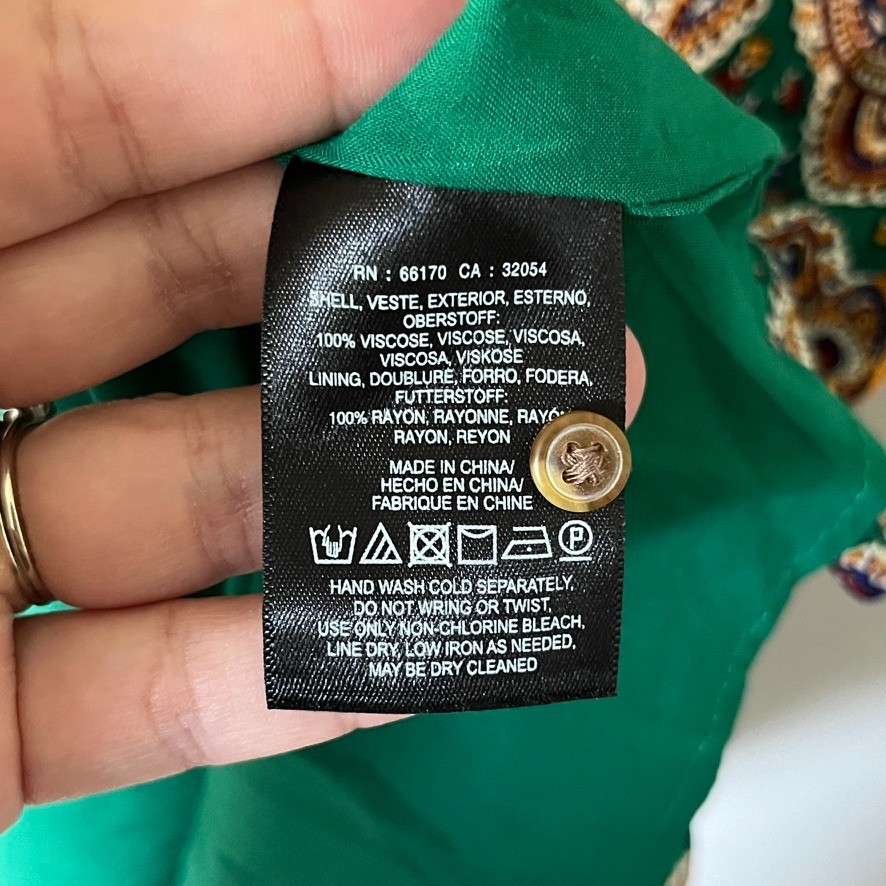 RN : 66170 CA : 32054
SHELL, VESTE, EXTERIOR, ESTERNO,
OBERSTOFF:
100% VISCOSE, VISCOSE, VISCOSA,
VISCOSA, VISKOSE
LINING, DOUBLURE, FORRO, FODERA,
FUTTERSTOFF:
100% RAYON, RAYONNE,
RAYON, REYON
MADE IN CHINA/
HECHO EN CHINA/
FABRIQUE EN CHINE
P
HAND WASH COLD SEPARATELY,
DO NOT WRING OR TWIST,
USE ONLY NON-CHLORINE BLEACH,
LINE DRY, LOW IRON AS NEEDED,
MAY BE DRY CLEANED